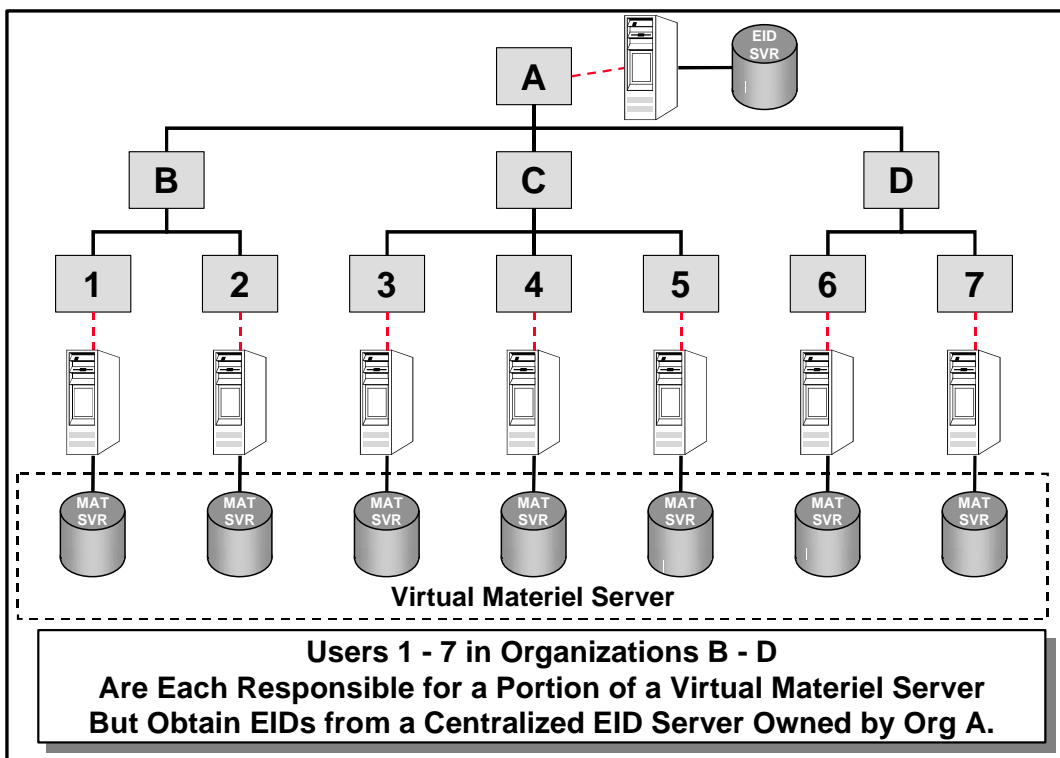 EID
SVR
A
B
C
D
1
2
3
4
5
6
7
MAT
SVR
MAT
SVR
MAT
SVR
MAT
SVR
MAT
SVR
MAT
SVR
MAT
SVR
Virtual Materiel Server
Users 1 - 7 in Organizations B - D
Are Each Responsible for a Portion of a Virtual Materiel Server
But Obtain EIDs from a Centralized EID Server Owned by Org A.